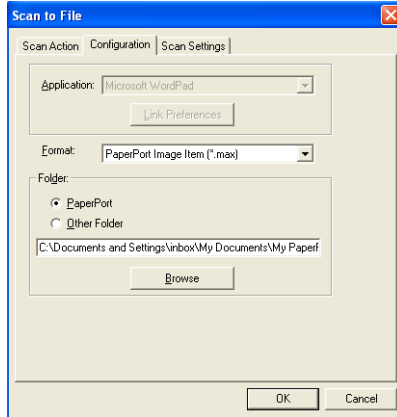 Scan to File
Scan Action Configuration Scan Settings
Application: Microsoft WordPad
Link Preferences
Format: PaperPort Image Item (*.max)
Folder:
PaperPort
Other Folder
C:\Documents and Settings\inbox\My Documents\My Paperf
Browse
OK Cancel